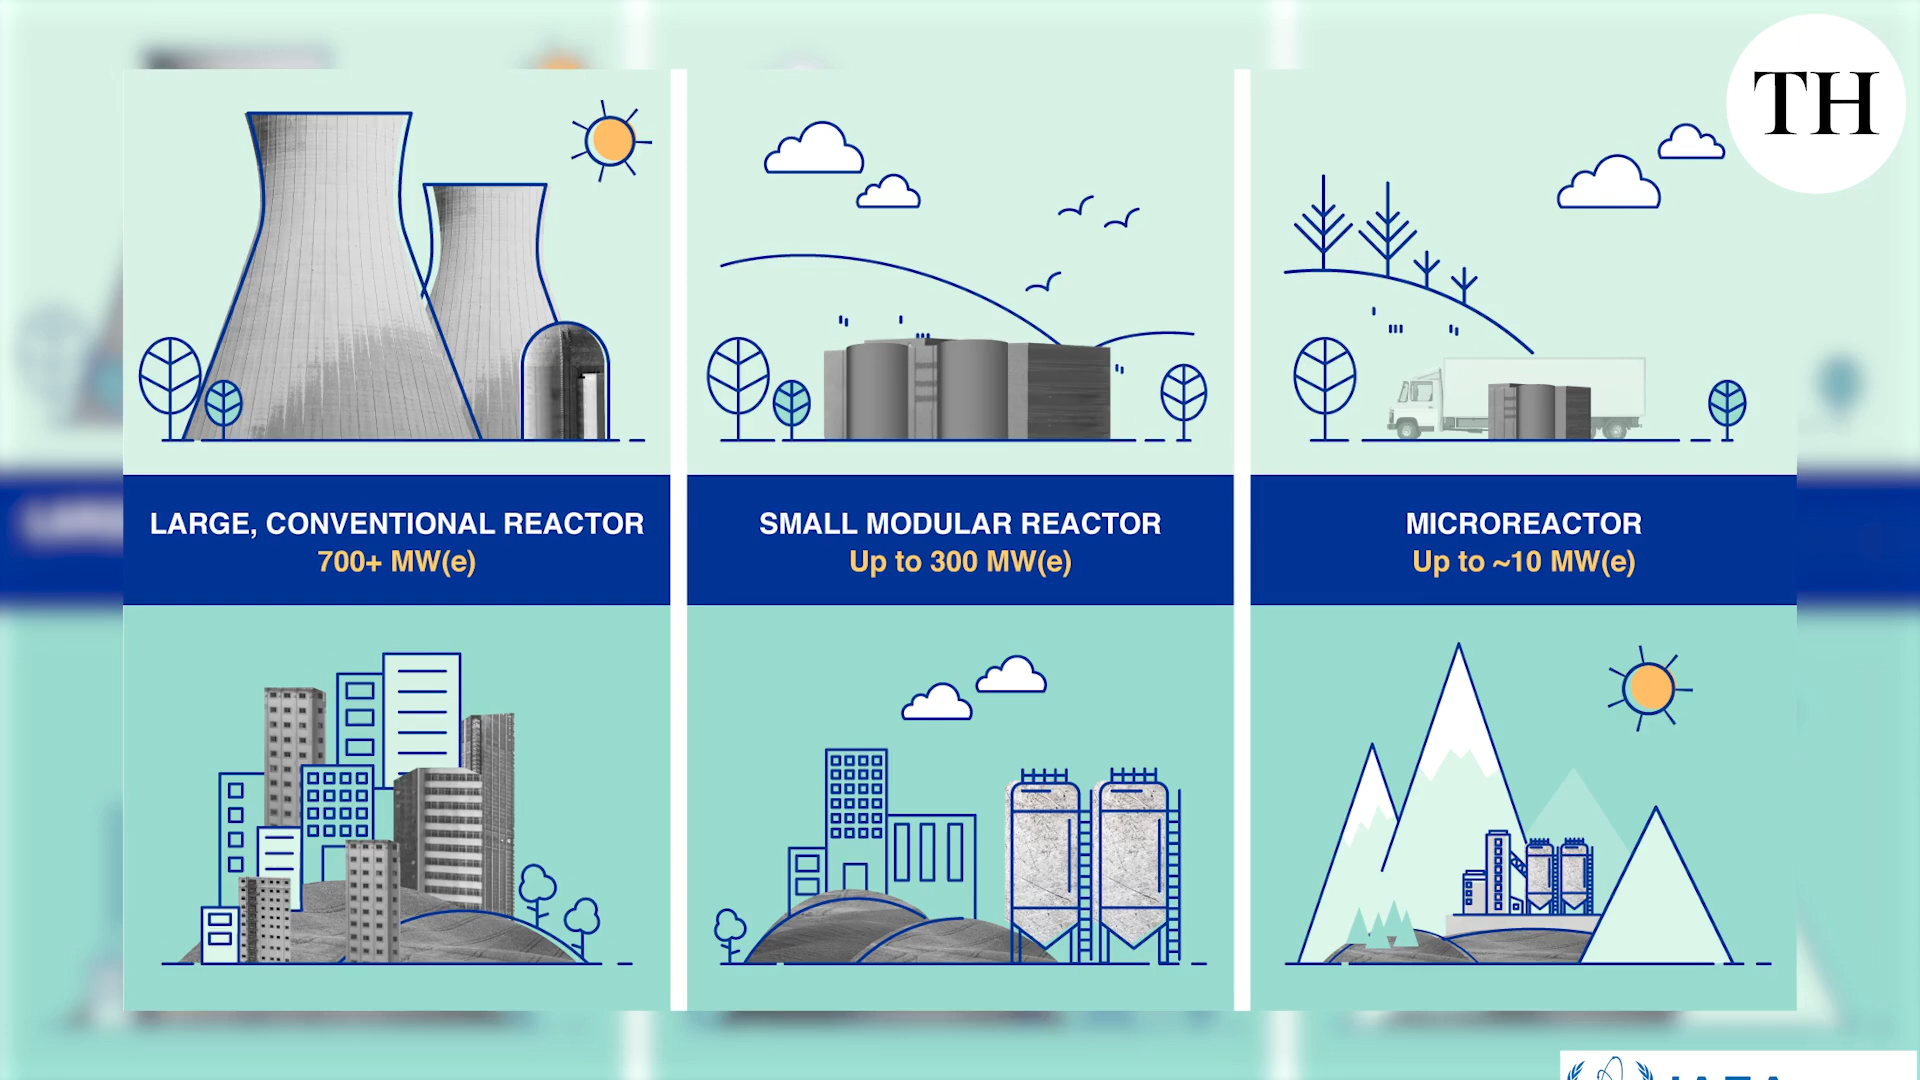 TH
LARGE, CONVENTIONAL REACTOR
700+ MW(e)
SMALL MODULAR REACTOR
Up to 300 MW(e)
MICROREACTOR
Up to ~10 MW(e)